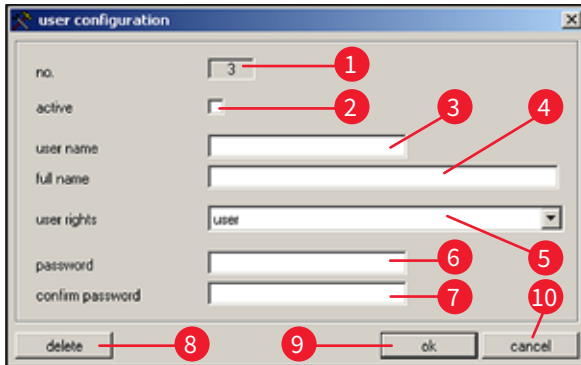 user configuration
no. 3 1
active 2
user name 3
full name 4
user rights user 5
password 6
confirm password 7
delete 8 9 ok cancel 10